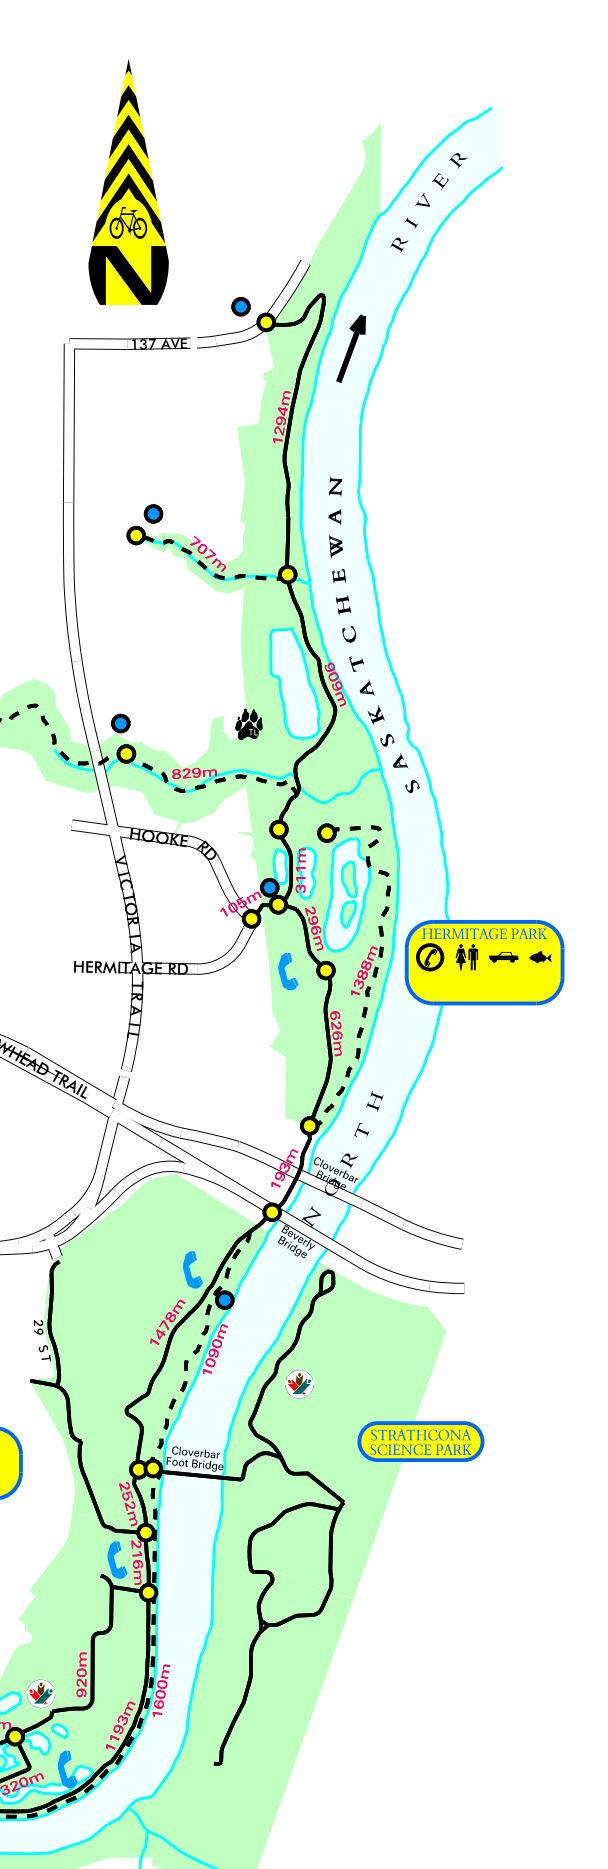 N
RIVER
137 AVE
1294m
SASKATCHEWAN
707m
909m
TL
829m
HOOKE RD
311m
105m
296m
VICTORIA TRAIL
HERMITAGE PARK
1388m
HERMITAGE RD
626m
WHEAD TRAIL
NORTH
193m
Cloverbar
Bridge
Beverly
Bridge
1478m
1090m
29 ST
STRATHCONA
SCIENCE PARK
Cloverbar
Foot Bridge
252m
216m
920m
1600m
1193m
m
320m